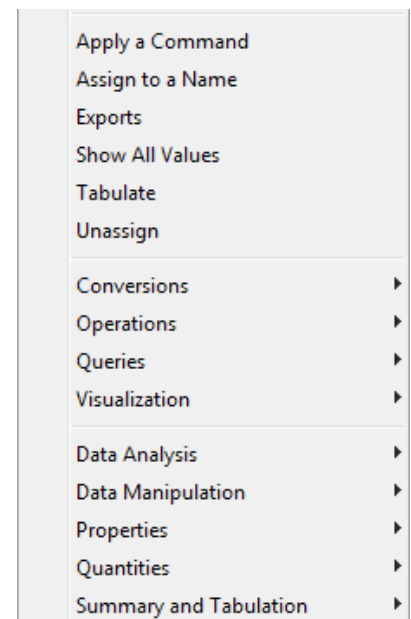 Apply a Command
Assign to a Name
Exports
Show All Values
Tabulate
Unassign
Conversions
Operations
Queries
Visualization
Data Analysis
Data Manipulation
Properties
Quantities
Summary and Tabulation